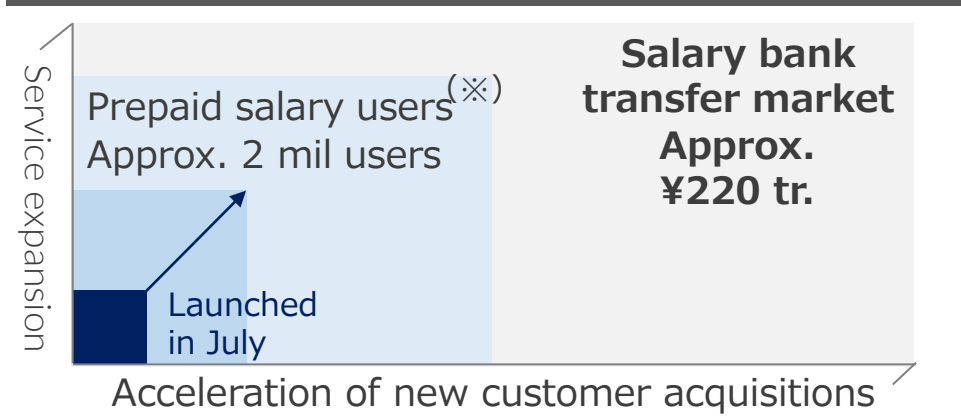 Service expansion
Prepaid salary users(※)
Approx. 2 mil users
Salary bank
transfer market
Approx.
¥220 tr.
Launched
in July
Acceleration of new customer acquisitions